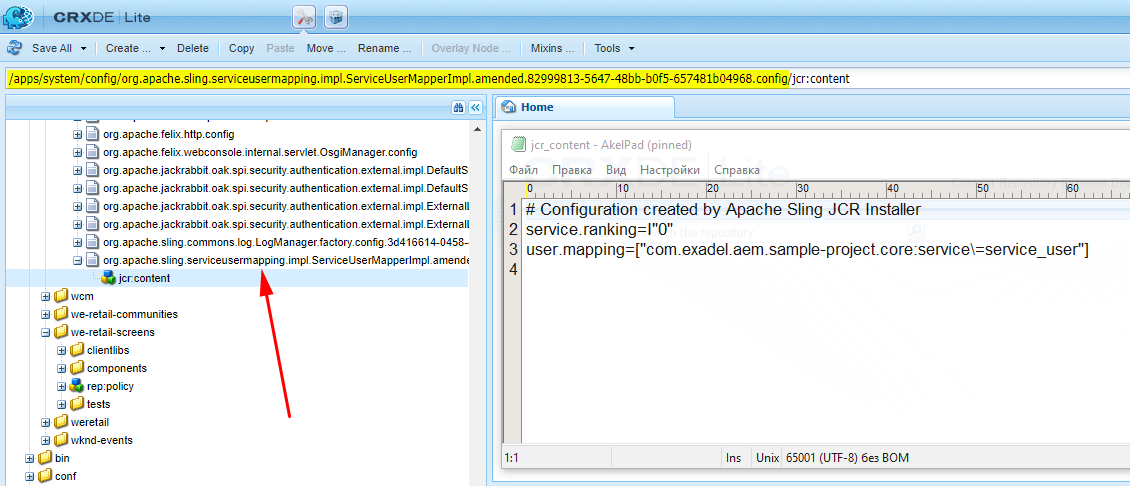 CRXDE | Lite
Save All Create ... Delete Copy Paste Move ... Rename ... Overlay Node ... Mixins ... Tools
/apps/system/config/org.apache.sling.serviceusermapping.impl.ServiceUserMapperImpl.amended.82999813-5647-48bb-b0f5-657481b04968.config/jcr:content
org.apache.felix.http.config
org.apache.felix.webconsole.internal.servlet.OsgiManager.config
org.apache.jackrabbit.oak.spi.security.authentication.external.impl.DefaultS
org.apache.jackrabbit.oak.spi.security.authentication.external.impl.DefaultS
org.apache.jackrabbit.oak.spi.security.authentication.external.impl.ExternalL
org.apache.jackrabbit.oak.spi.security.authentication.external.impl.ExternalL
org.apache.sling.commons.log.LogManager.factory.config.3d416614-0458-4
org.apache.sling.serviceusermapping.impl.ServiceUserMapperImpl.amende
jcr:content
wcm
we-retail-communities
we-retail-screens
clientlibs
components
rep:policy
tests
weretail
wknd-events
bin
conf
Home
jcr_content - AkelPad (pinned)
Файл Правка Вид Настройки Справка
0 10 20 30 40 50 60
1 # Configuration created by Apache Sling JCR Installer
2 service.ranking=I"0"
3 user.mapping=["com.exadel.aem.sample-project.core:service\=service_user"]
4
1:1 Ins Unix 65001 (UTF-8) без BOM